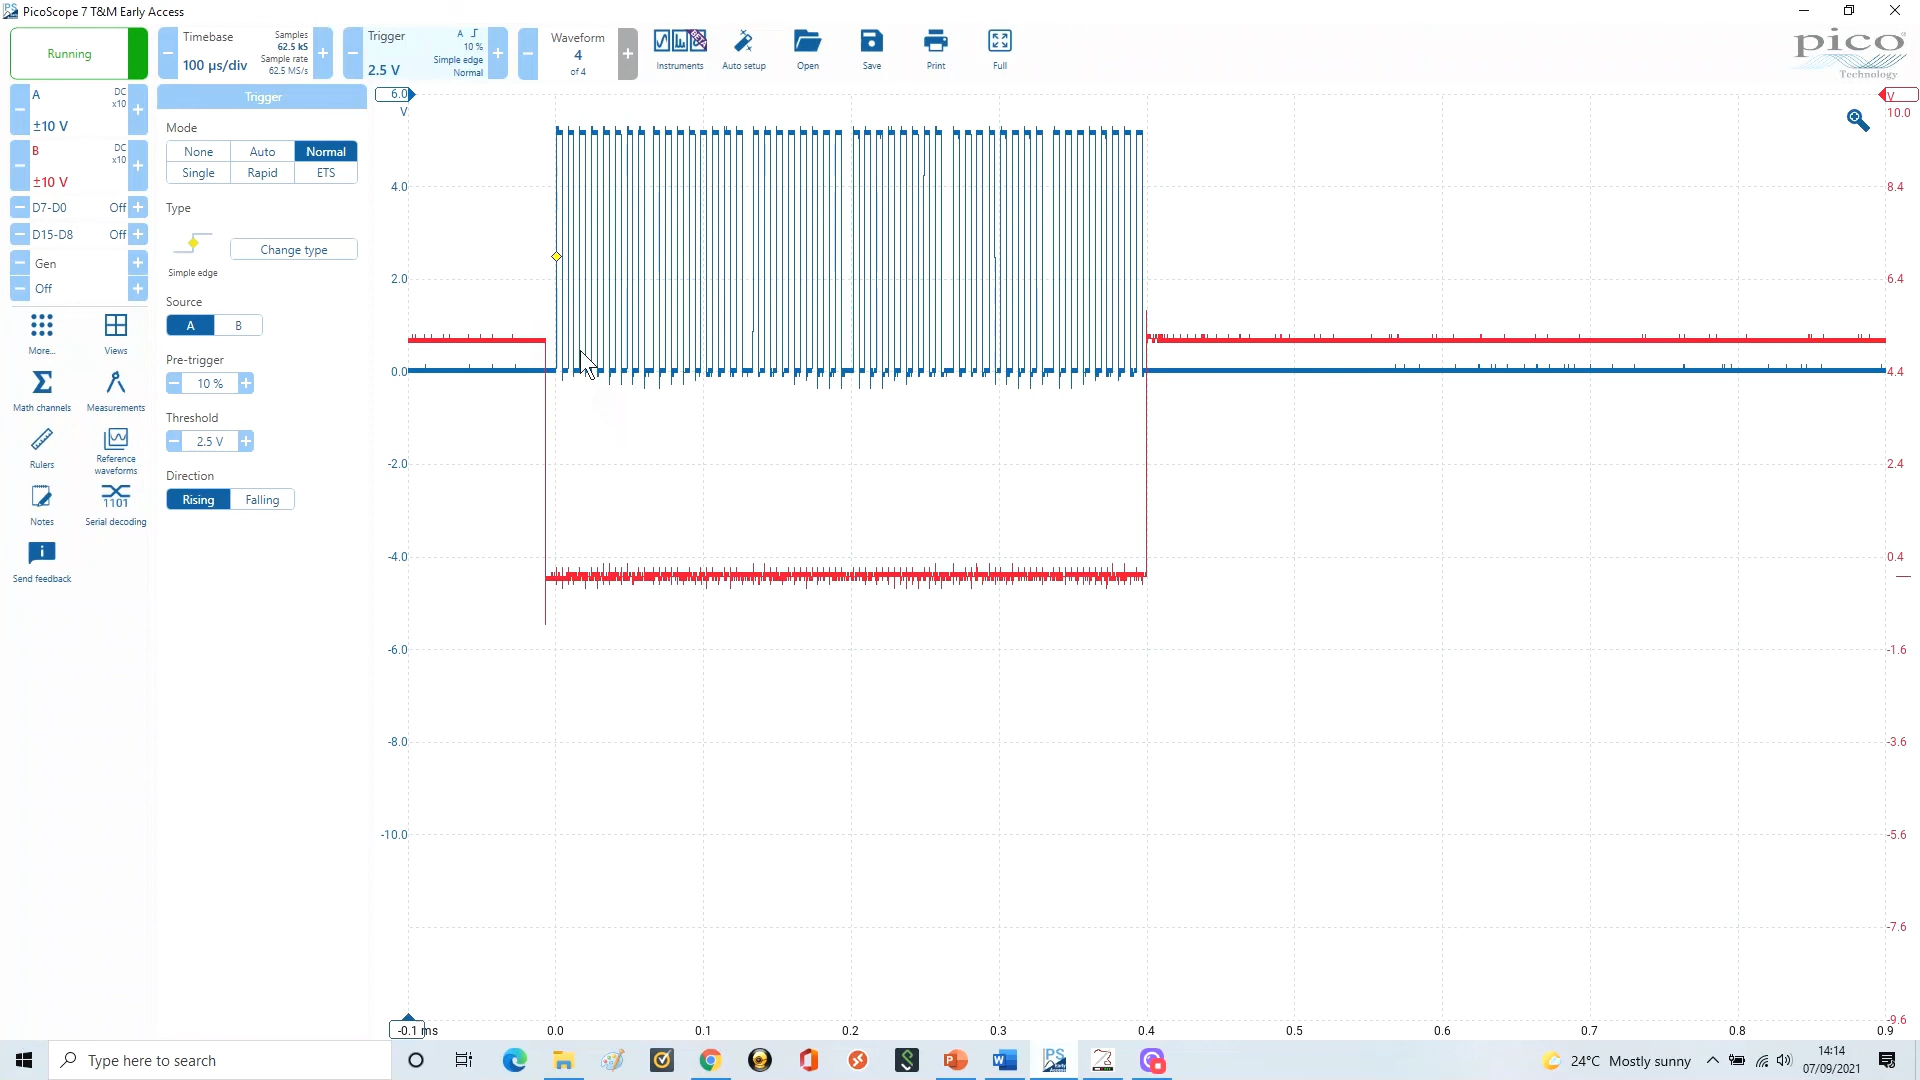 PicoScope 7 T&M Early Access
Running
Timebase
100 µs/div
Samples
62.5 kS
Sample rate
62.5 MS/s
Trigger
2.5 V
A
10 %
Simple edge
Normal
Waveform
4
of 4
BETA
Instruments
Auto setup
Open
Save
Print
Full
pico
Technology
A
DC
x10
±10 V
B
DC
x10
±10 V
D7-D0 Off
D15-D8 Off
Gen
Off
More...
Views
Math channels
Measurements
Rulers
Reference
waveforms
Notes
1101
Serial decoding
Send feedback
Trigger
Mode
None Auto Normal
Single Rapid ETS
Type
Simple edge
Change type
Source
A B
Pre-trigger
10 %
Threshold
2.5 V
Direction
Rising Falling
6.0
V
4.0
2.0
0.0
-2.0
-4.0
-6.0
-8.0
-10.0
V
10.0
8.4
6.4
4.4
2.4
0.4
-1.6
-3.6
-5.6
-7.6
-9.6
-0.1 ms 0.0 0.1 0.2 0.3 0.4 0.5 0.6 0.7 0.8 0.9
Type here to search
24°C Mostly sunny
14:14
07/09/2021